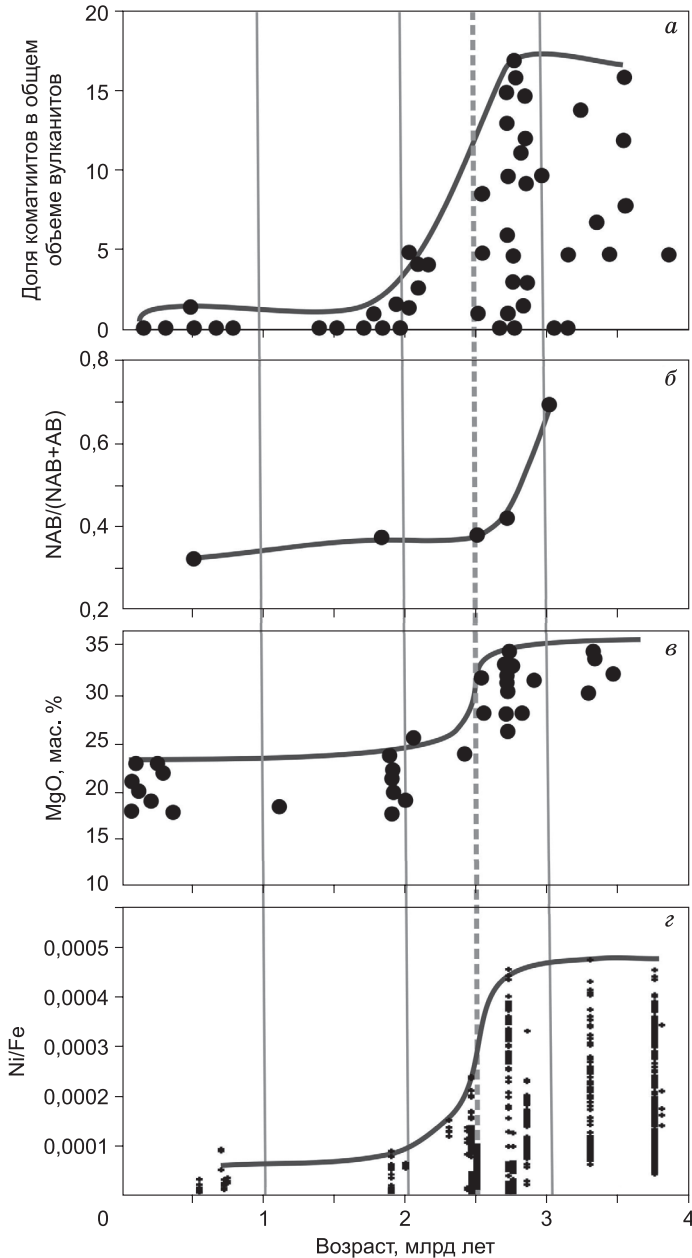 20
а
15
10
5
0
Доля коматиитов в общем
объеме вулканитов
0,8
б
0,6
0,4
0,2
NAB/(NAB+AB)
35
в
30
25
20
15
10
MgO, мас. %
г
0,0005
0,0004
0,0003
0,0002
0,0001
Ni/Fe
0 1 2 3 4
Возраст, млрд лет